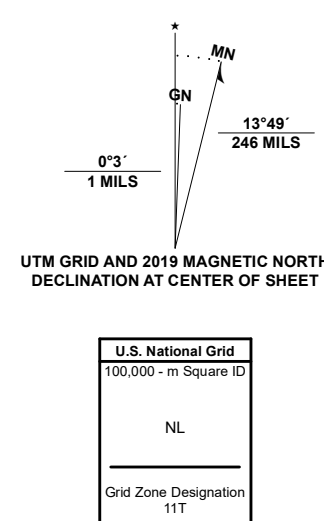 ★
MN
GN
13°49´
246 MILS
0°3´
1 MILS
UTM GRID AND 2019 MAGNETIC NORTH
DECLINATION AT CENTER OF SHEET
U.S. National Grid
100,000 - m Square ID
NL
Grid Zone Designation
11T